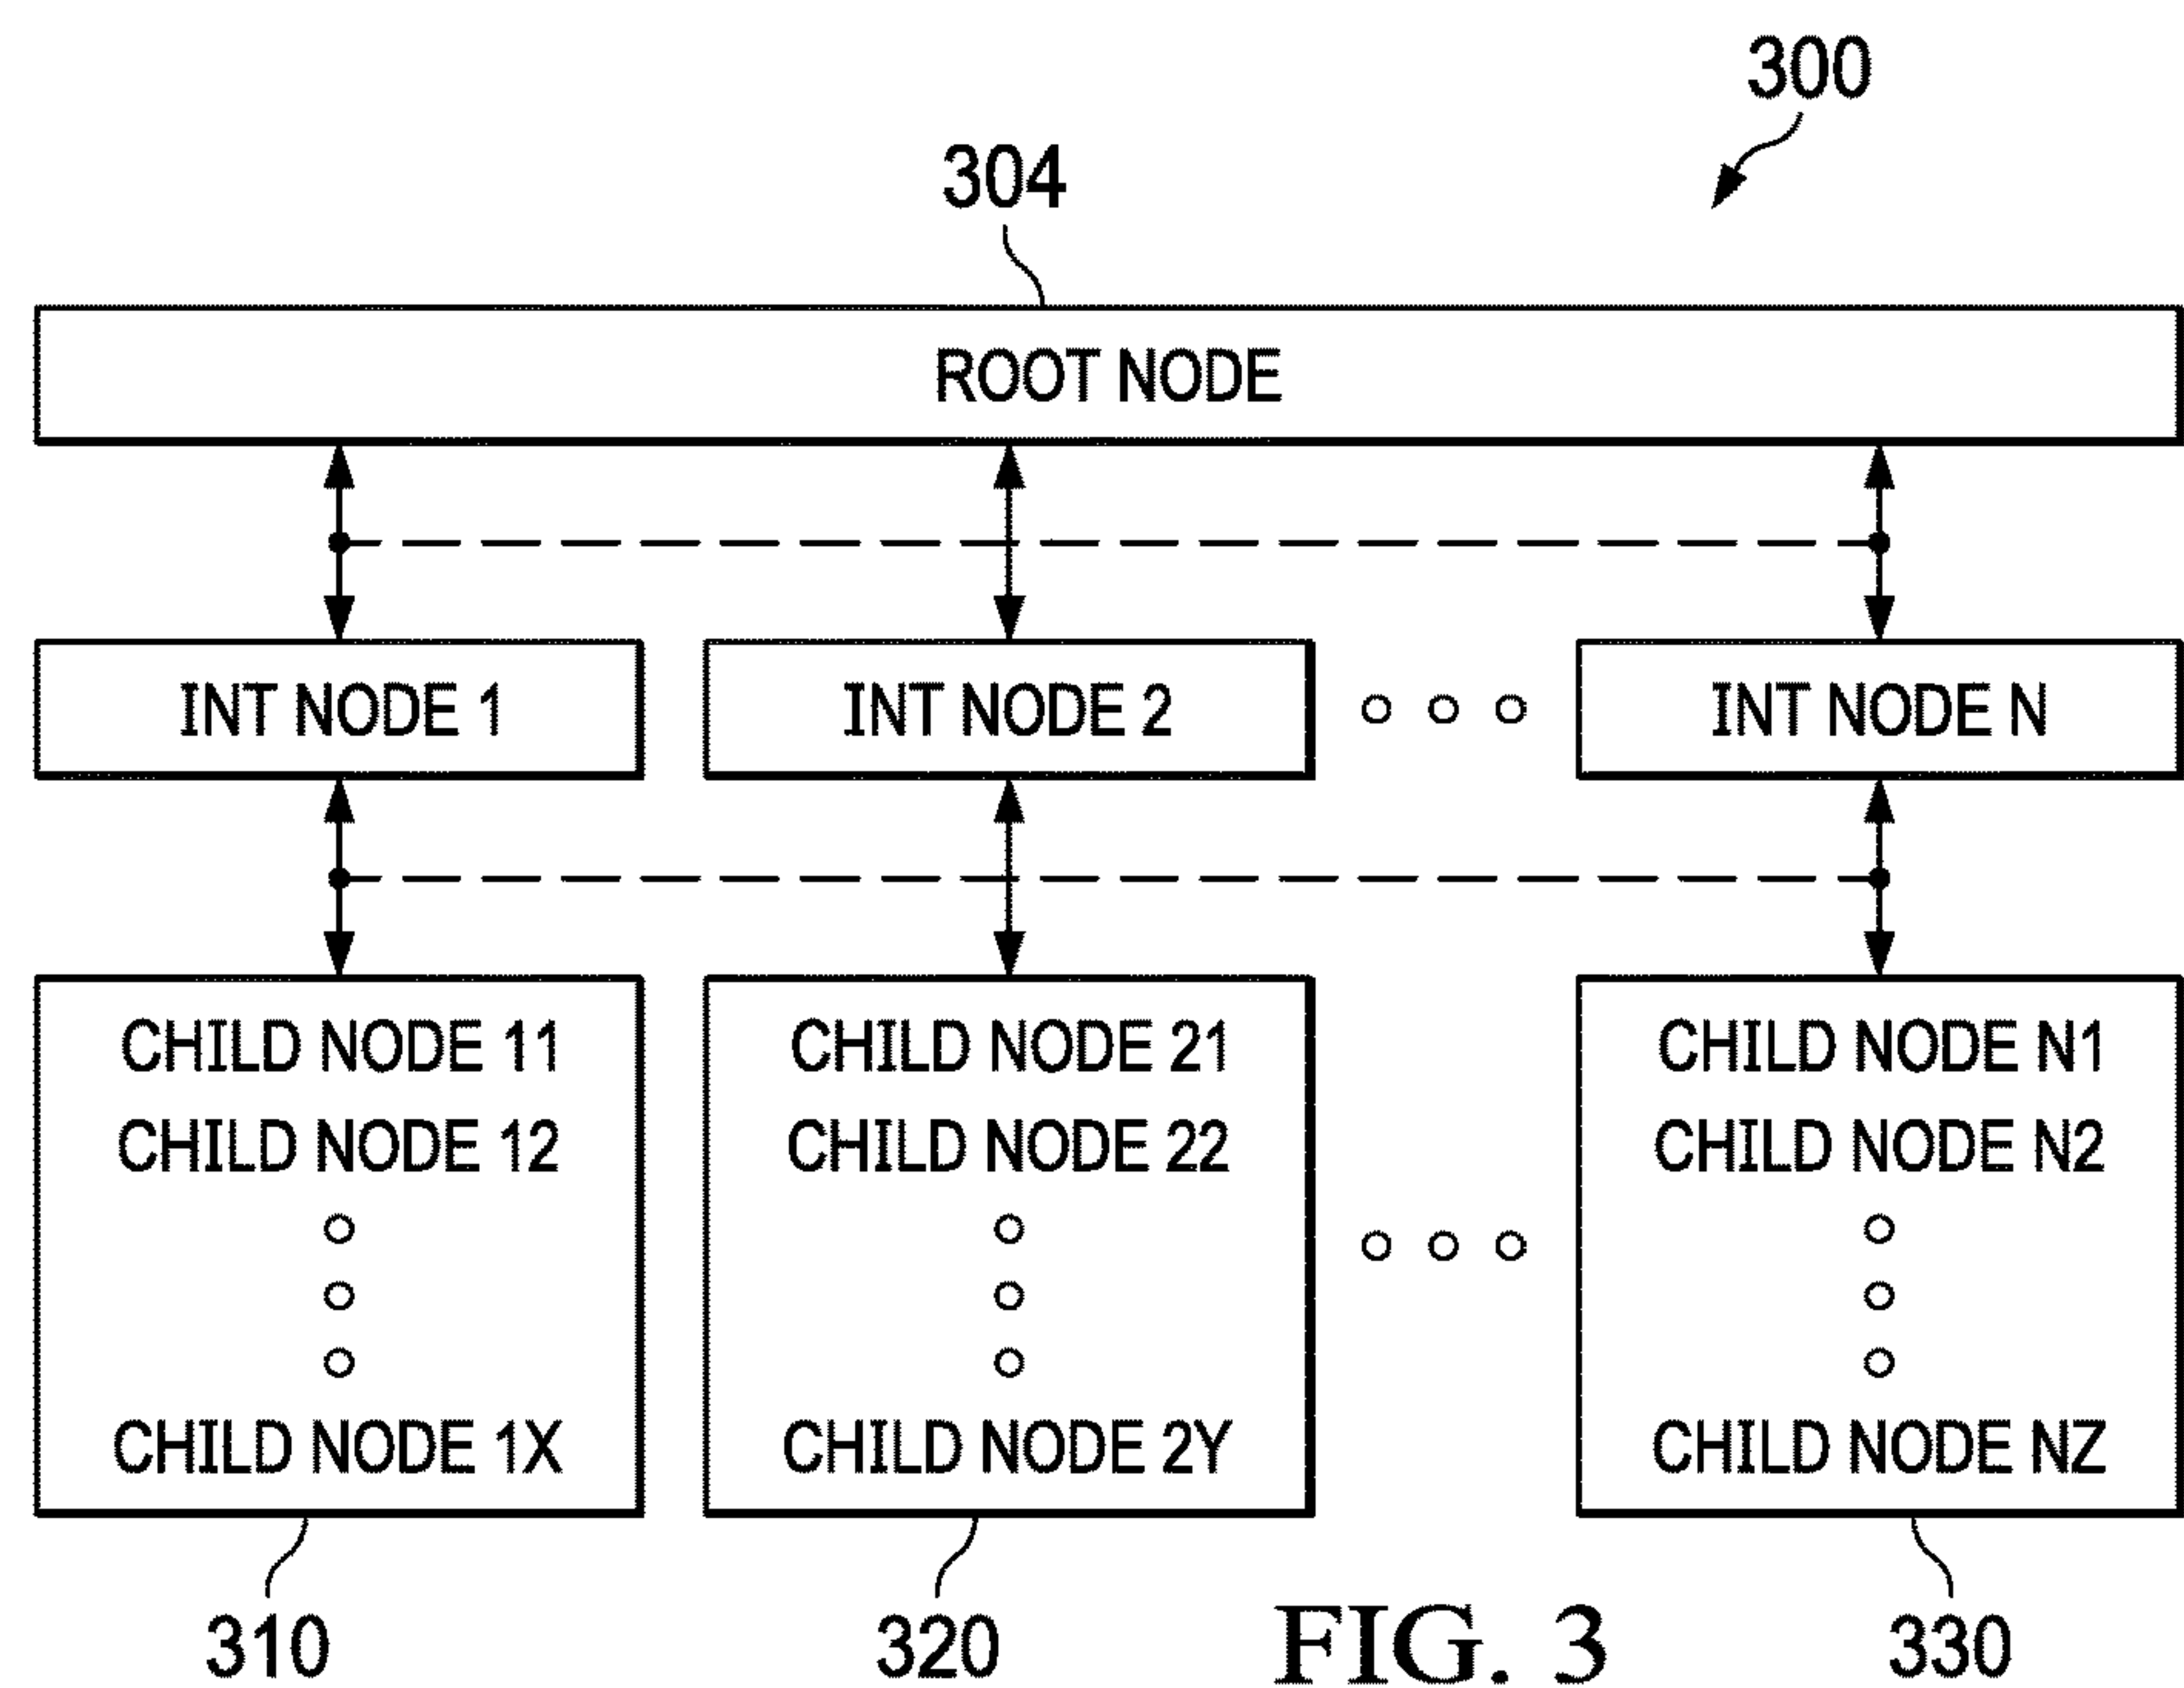 300
304
ROOT NODE
INT NODE 1
INT NODE 2
INT NODE N
CHILD NODE 11
CHILD NODE 12
CHILD NODE 1X
CHILD NODE 21
CHILD NODE 22
CHILD NODE 2Y
CHILD NODE N1
CHILD NODE N2
CHILD NODE NZ
310
320
FIG. 3
330